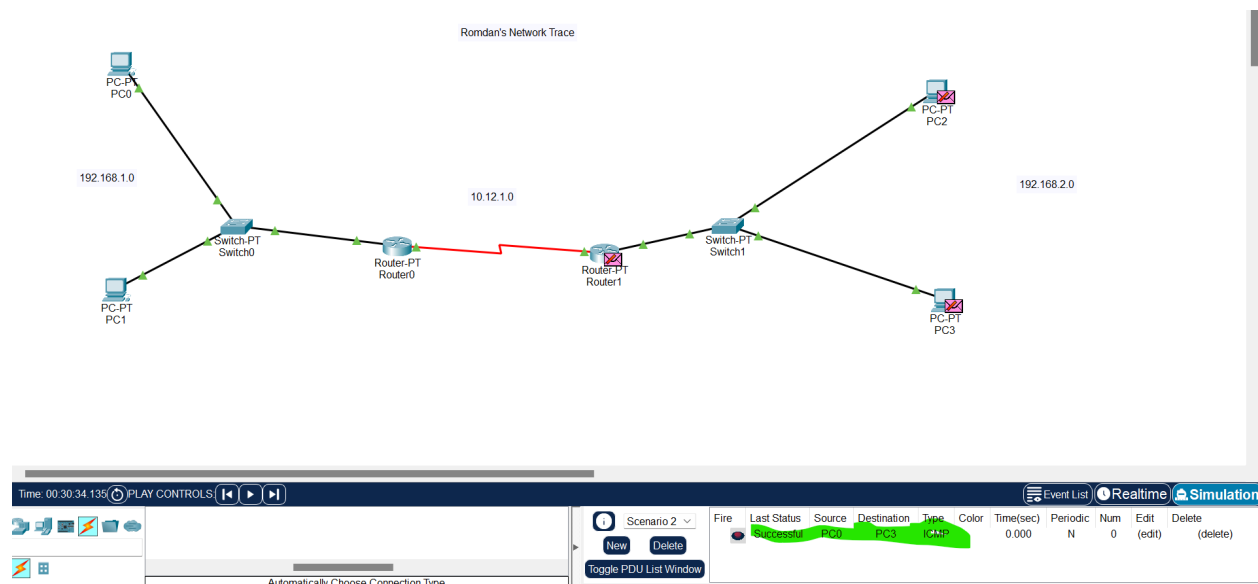 Romdan's Network Trace
PC-PT
PC0
PC-PT
PC2
192.168.1.0
10.12.1.0
192.168.2.0
Switch-PT
Switch0
Router-PT
Router0
Router-PT
Router1
Switch-PT
Switch1
PC-PT
PC1
PC-PT
PC3
Time: 00:30:34.135 PLAY CONTROLS:
Event List Realtime Simulation
Scenario 2
New Delete
Toggle PDU List Window
Fire Last Status Source Destination Type Color Time(sec) Periodic Num Edit Delete
Successful PC0 PC3 ICMP 0.000 N 0 (edit) (delete)
Automatically Choose Connection Type